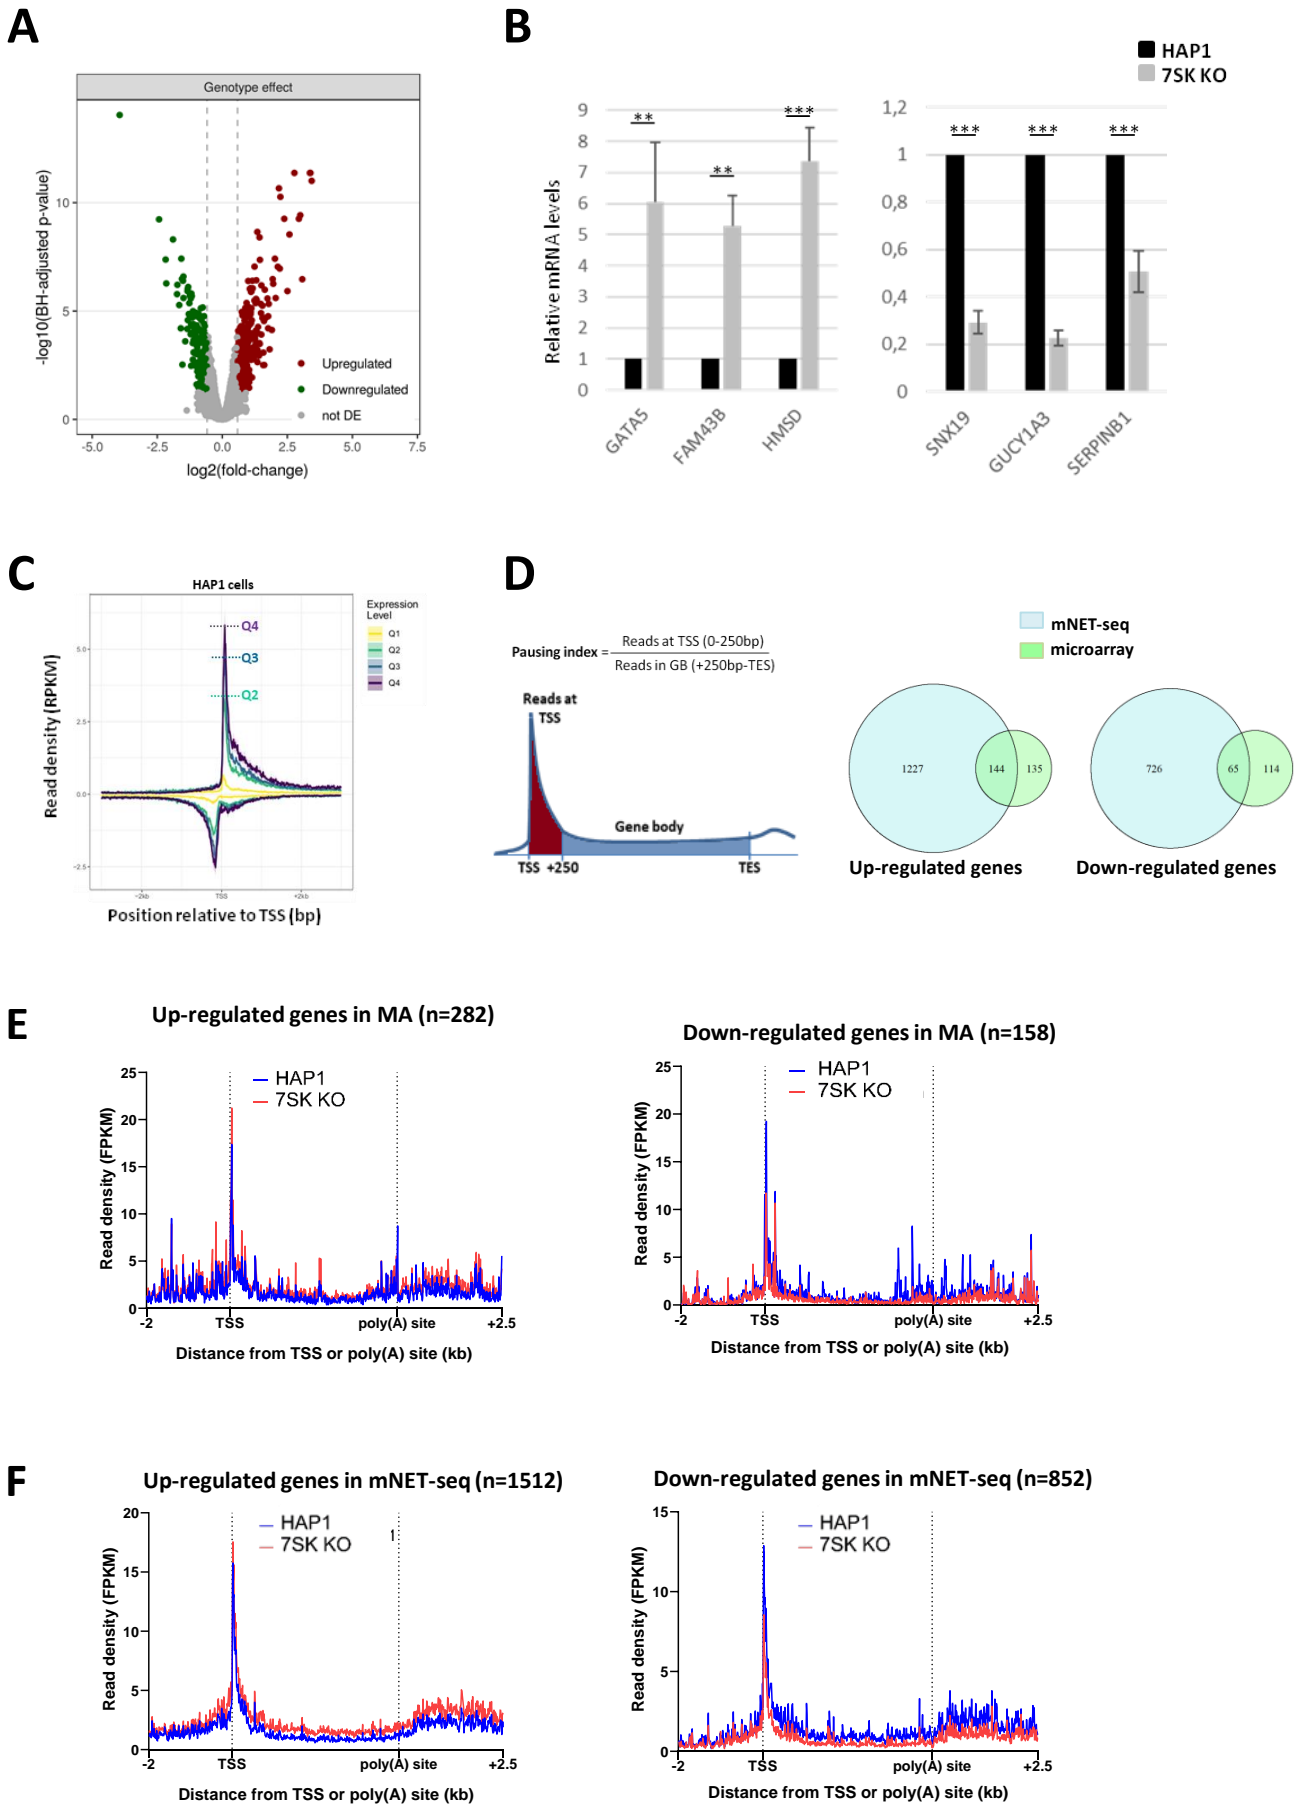 A
Genotype effect
-log10(BH-adjusted p-value)
10
5
0
Upregulated
Downregulated
not DE
-5.0 -2.5 0.0 2.5 5.0 7.5
log2(fold-change)
B
HAP1
7SK KO
Relative mRNA levels
9
8
7
6
5
4
3
2
1
0
** ** ***
GATA5 FAM43B HMSD
1,2
1
0,8
0,6
0,4
0,2
0
*** *** ***
SNX19 GUCY1A3 SERPINB1
C
HAP1 cells
Read density (RPKM)
5.0
2.5
0.0
-2.5
Q4
Q3
Q2
Expression
Level
Q1
Q2
Q3
Q4
-2kb TSS +2kb
Position relative to TSS (bp)
D
Pausing index = Reads at TSS (0-250bp)
Reads in GB (+250bp-TES)
Reads at
TSS
Gene body
TSS +250 TES
mNET-seq
microarray
1227 144 135
Up-regulated genes
726 65 114
Down-regulated genes
E
Up-regulated genes in MA (n=282)
HAP1
7SK KO
Read density (FPKM)
25
20
15
10
5
0
-2 TSS poly(A) site +2.5
Distance from TSS or poly(A) site (kb)
Down-regulated genes in MA (n=158)
HAP1
7SK KO
Read density (FPKM)
25
20
15
10
5
0
-2 TSS poly(A) site +2.5
Distance from TSS or poly(A) site (kb)
F
Up-regulated genes in mNET-seq (n=1512)
HAP1
7SK KO
1
Read density (FPKM)
20
15
10
5
0
-2 TSS poly(A) site +2.5
Distance from TSS or poly(A) site (kb)
Down-regulated genes in mNET-seq (n=852)
HAP1
7SK KO
Read density (FPKM)
15
10
5
0
-2 TSS poly(A) site +2.5
Distance from TSS or poly(A) site (kb)